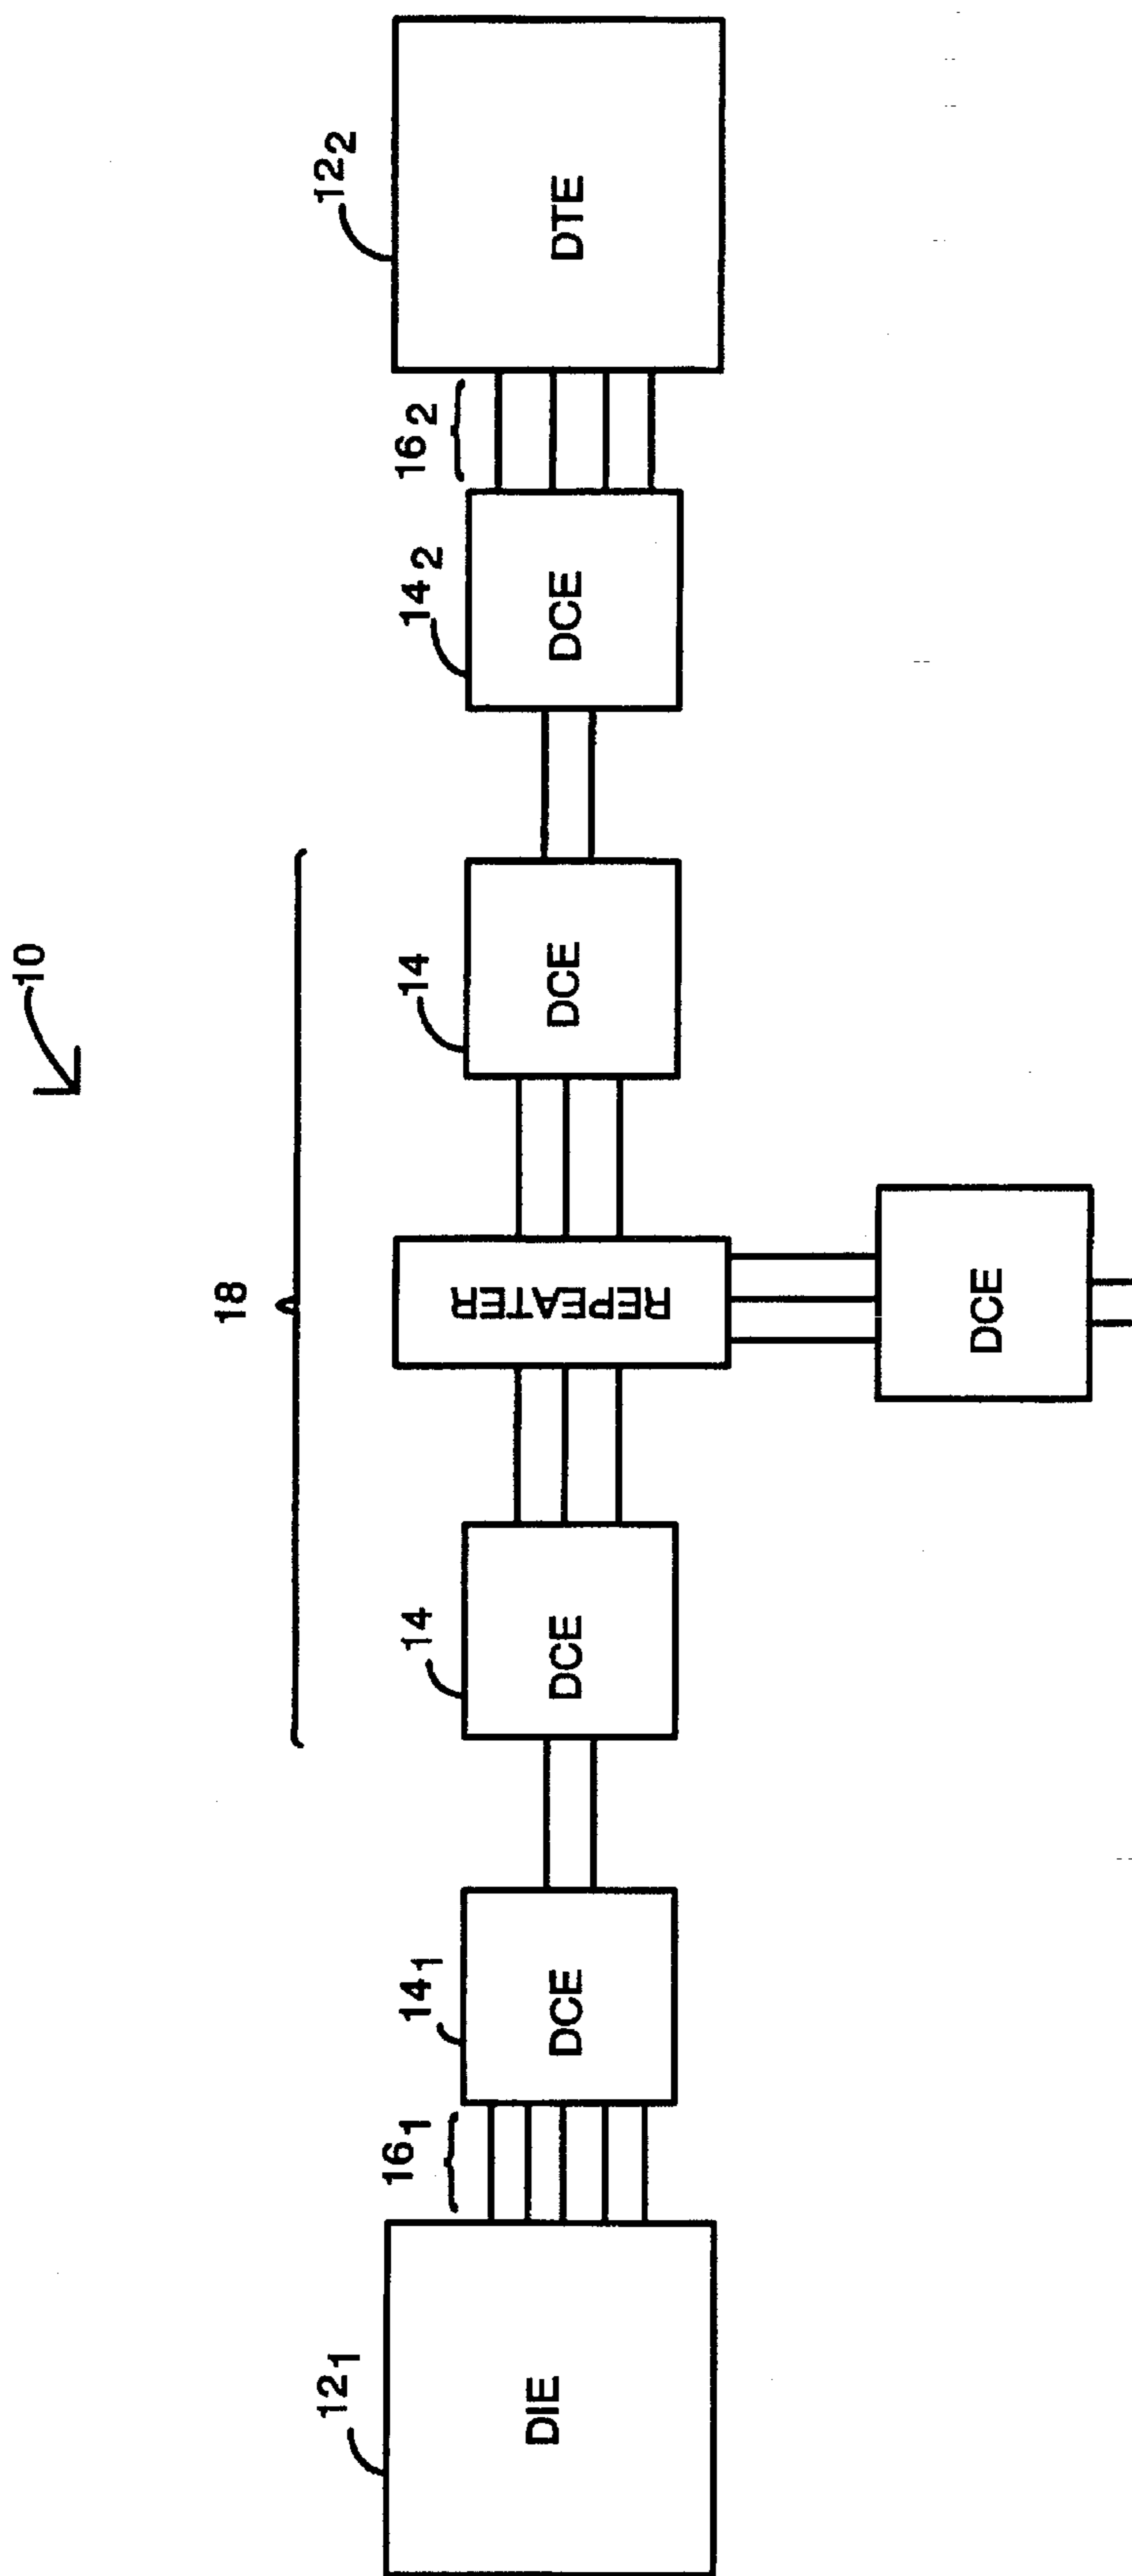 10
18
12₁
16₁
14₁
14
14
14₂
16₂
12₂
DIE
DCE
DCE
REPEATER
DCE
DCE
DTE
DCE